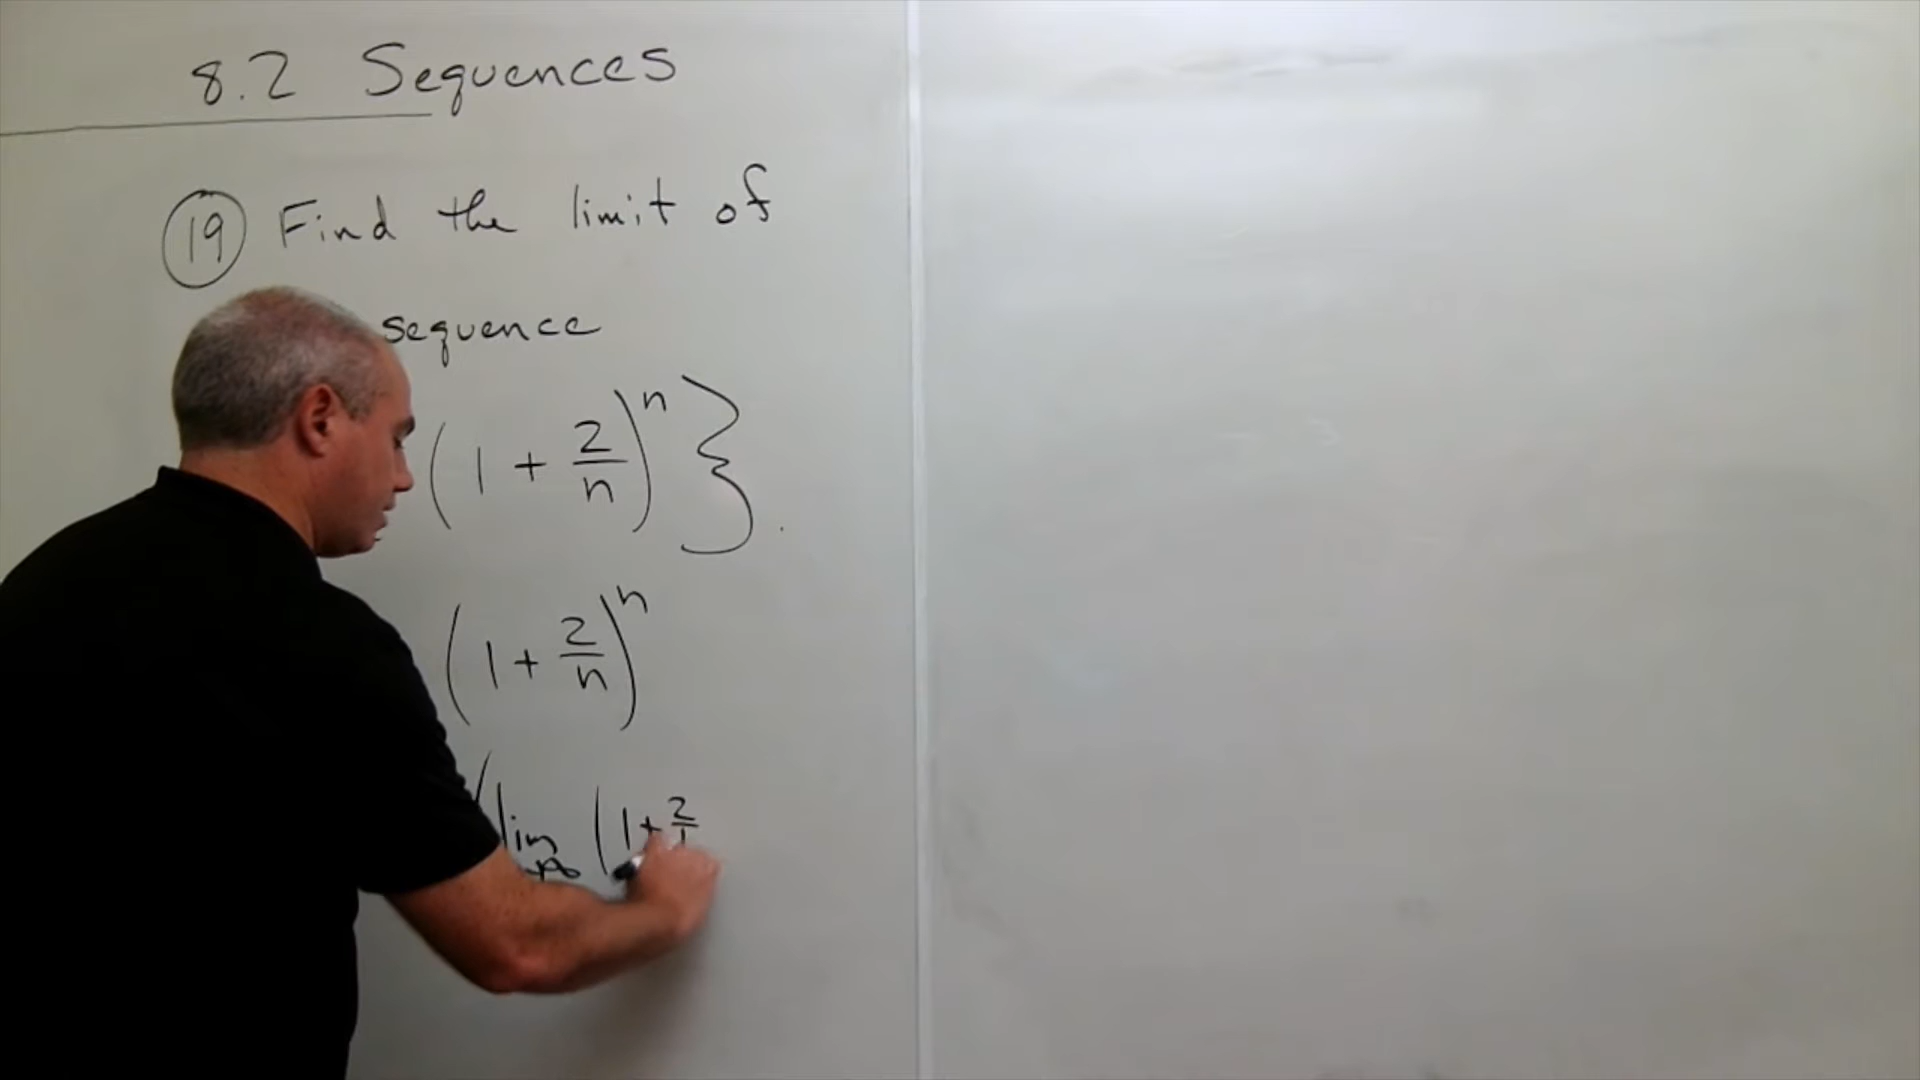 8.2 Sequences
19 Find the limit of
sequence
(1 + 2/n)^n }.
(1 + 2/n)^n
lim (1 + 2/